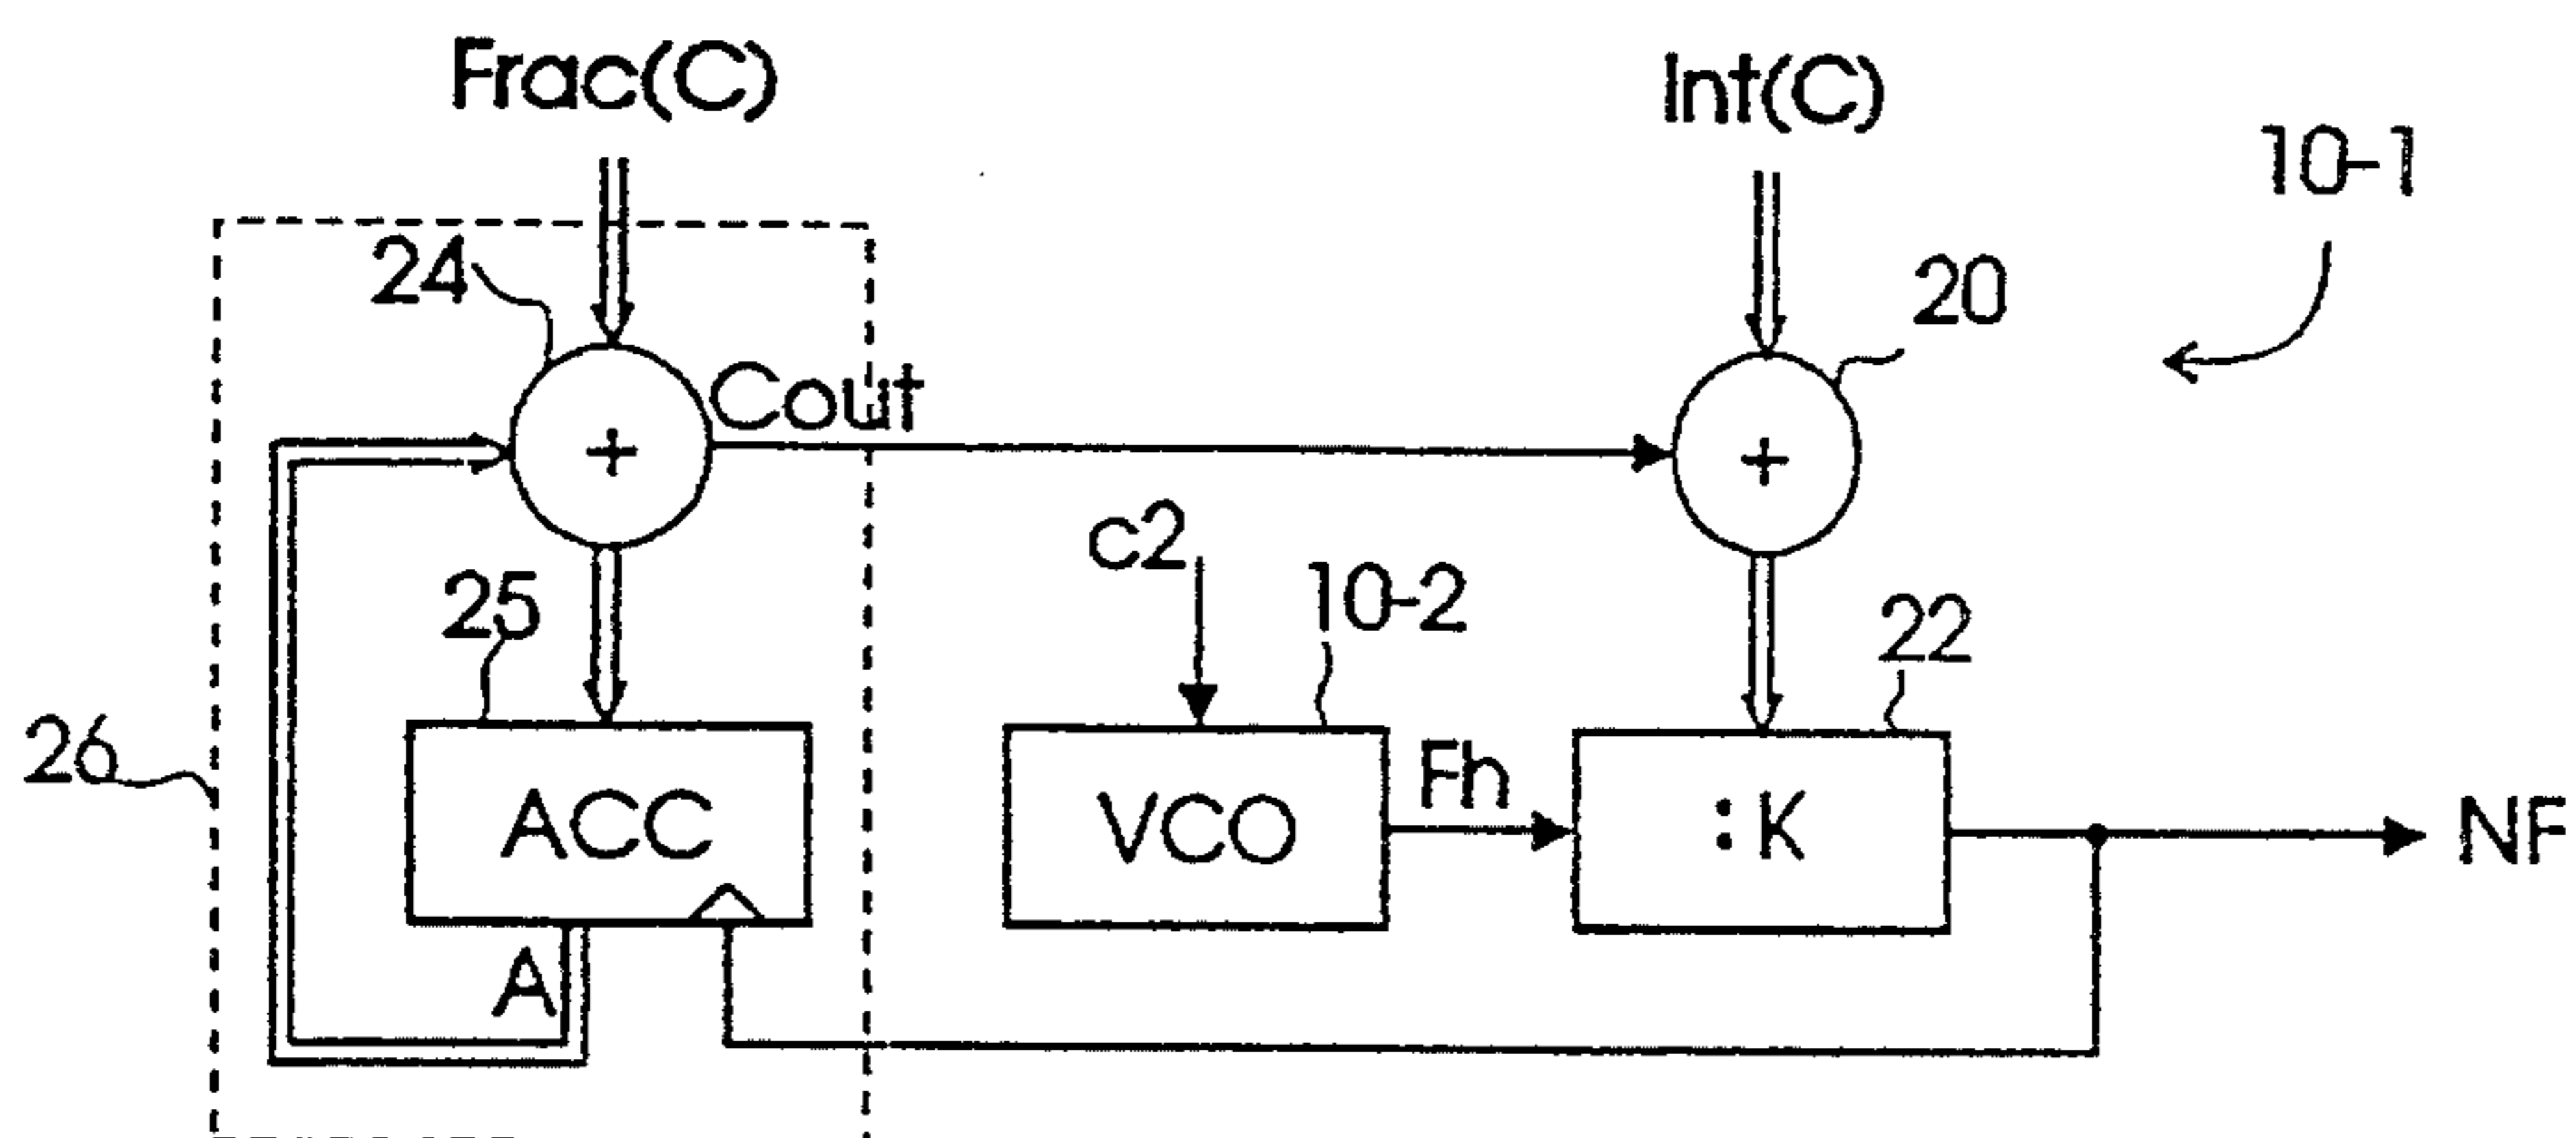 Frac(C)
Int(C)
10-1
24
20
Cout
+
+
c2
10-2
25
22
26
ACC
VCO
Fh
:K
NF
A